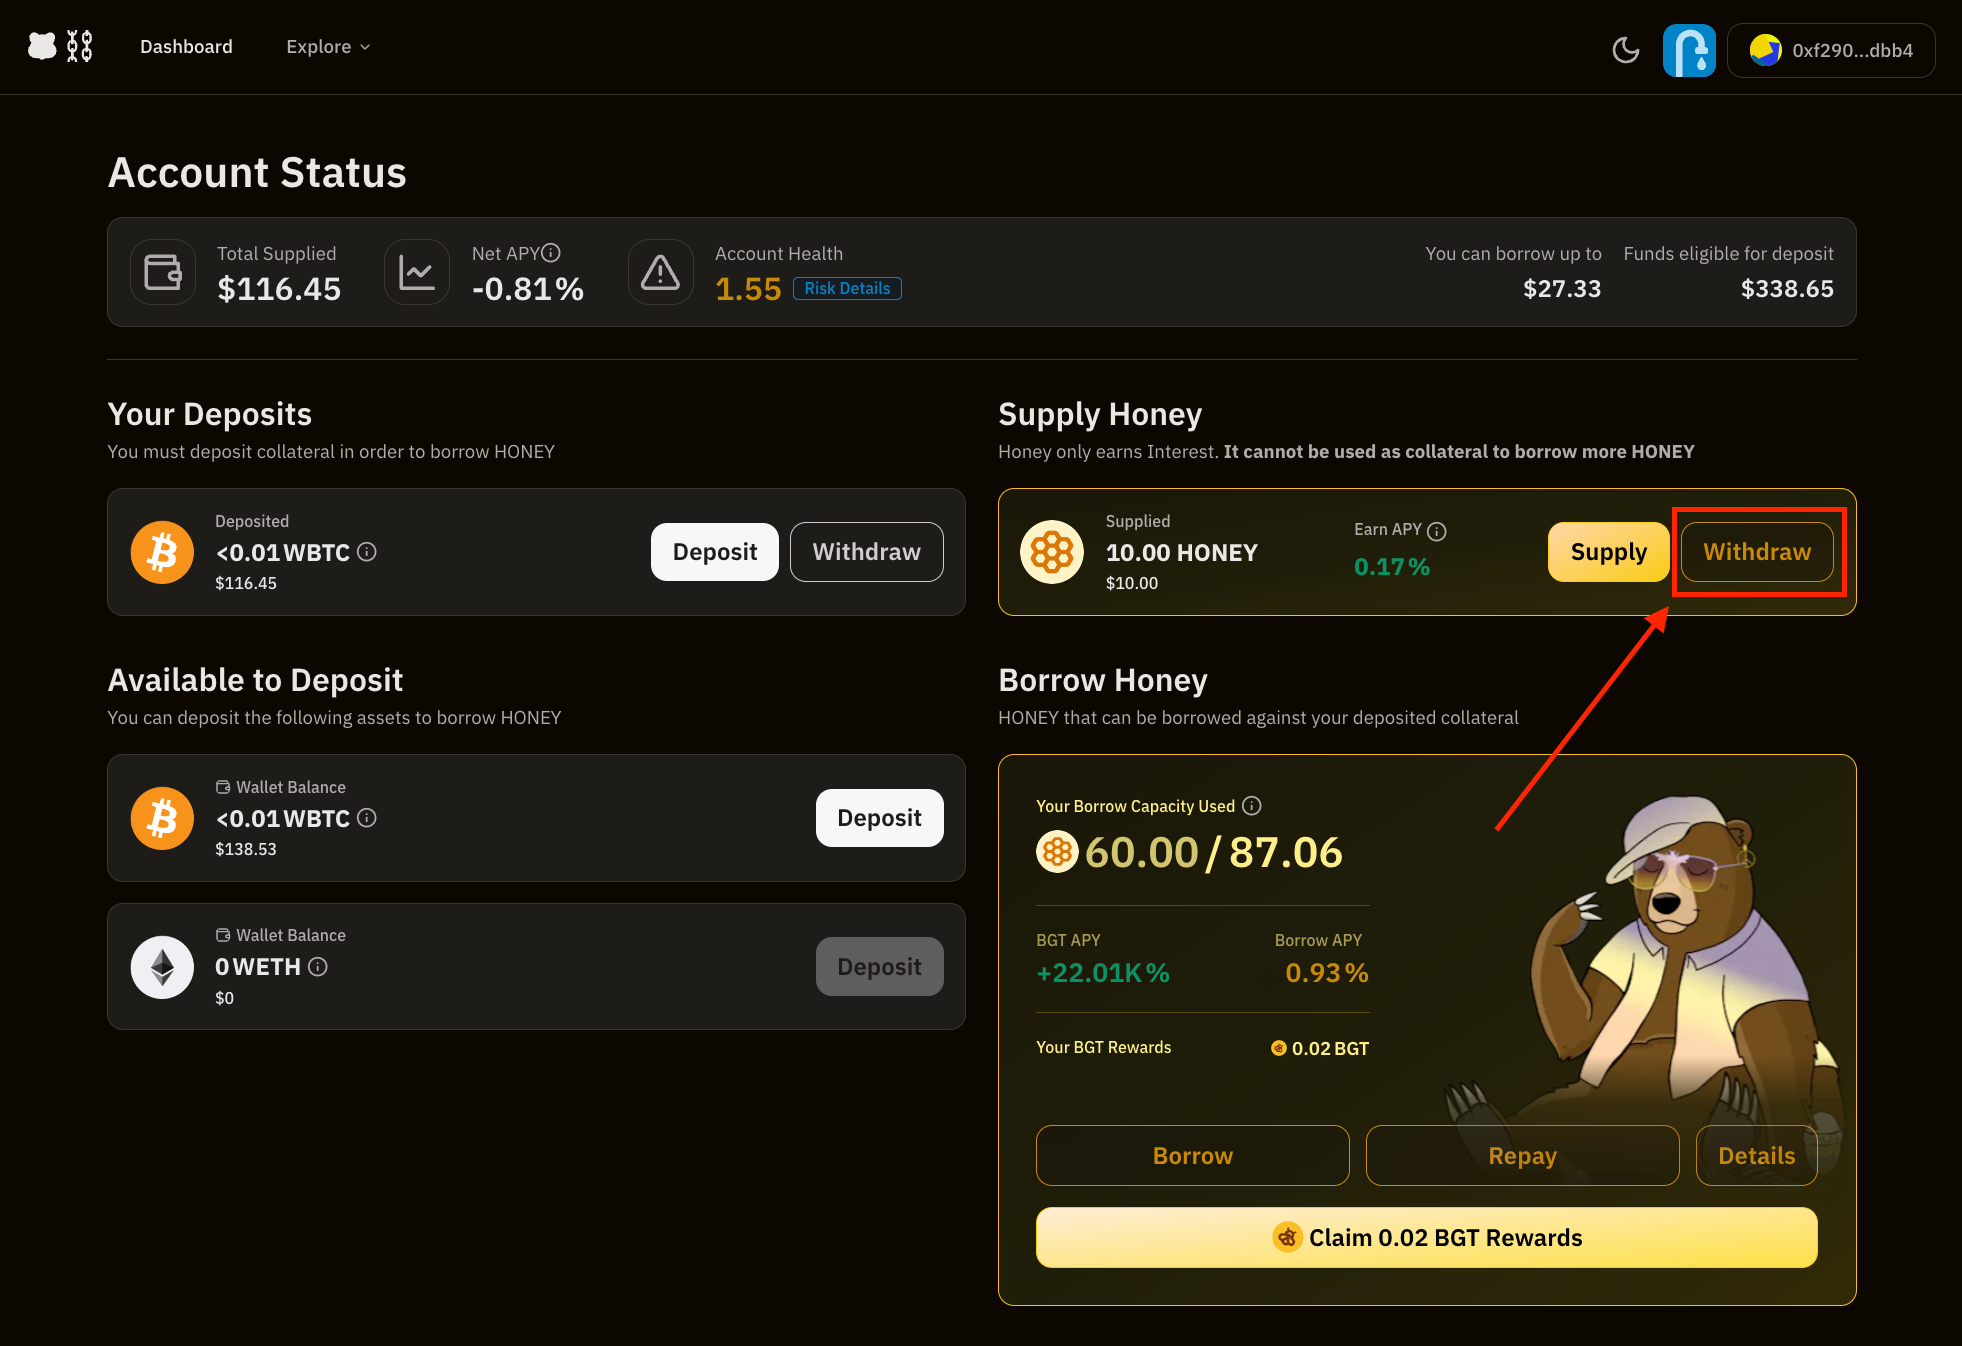 Dashboard
Explore
0xf290...dbb4
Account Status
Total Supplied
$116.45
Net APY
-0.81%
Account Health
1.55 Risk Details
You can borrow up to
$27.33
Funds eligible for deposit
$338.65
Your Deposits
You must deposit collateral in order to borrow HONEY
Deposited
<0.01 WBTC
$116.45
Deposit
Withdraw
Supply Honey
Honey only earns Interest. It cannot be used as collateral to borrow more HONEY
Supplied
10.00 HONEY
$10.00
Earn APY
0.17%
Supply
Withdraw
Available to Deposit
You can deposit the following assets to borrow HONEY
Wallet Balance
<0.01 WBTC
$138.53
Deposit
Wallet Balance
0 WETH
$0
Deposit
Borrow Honey
HONEY that can be borrowed against your deposited collateral
Your Borrow Capacity Used
60.00 / 87.06
BGT APY
+22.01K%
Borrow APY
0.93%
Your BGT Rewards
0.02 BGT
Borrow
Repay
Details
Claim 0.02 BGT Rewards